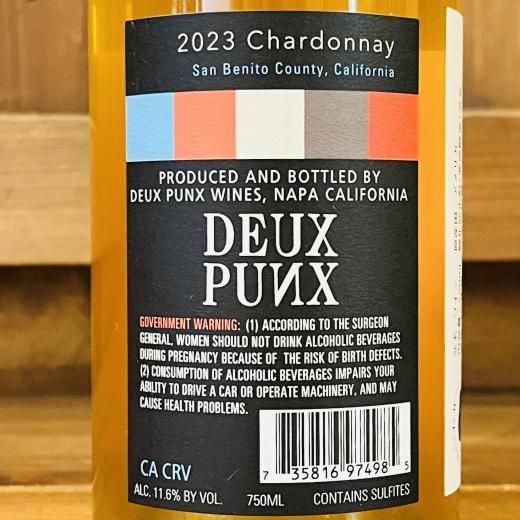 2023 Chardonnay
San Benito County, California
PRODUCED AND BOTTLED BY
DEUX PUNX WINES, NAPA CALIFORNIA
DEUX
PUNX
GOVERNMENT WARNING: (1) ACCORDING TO THE SURGEON
GENERAL, WOMEN SHOULD NOT DRINK ALCOHOLIC BEVERAGES
DURING PREGNANCY BECAUSE OF THE RISK OF BIRTH DEFECTS.
(2) CONSUMPTION OF ALCOHOLIC BEVERAGES IMPAIRS YOUR
ABILITY TO DRIVE A CAR OR OPERATE MACHINERY, AND MAY
CAUSE HEALTH PROBLEMS.
7 35816 97498 5
CA CRV
ALC. 11.6% BY VOL. 750ML CONTAINS SULFITES